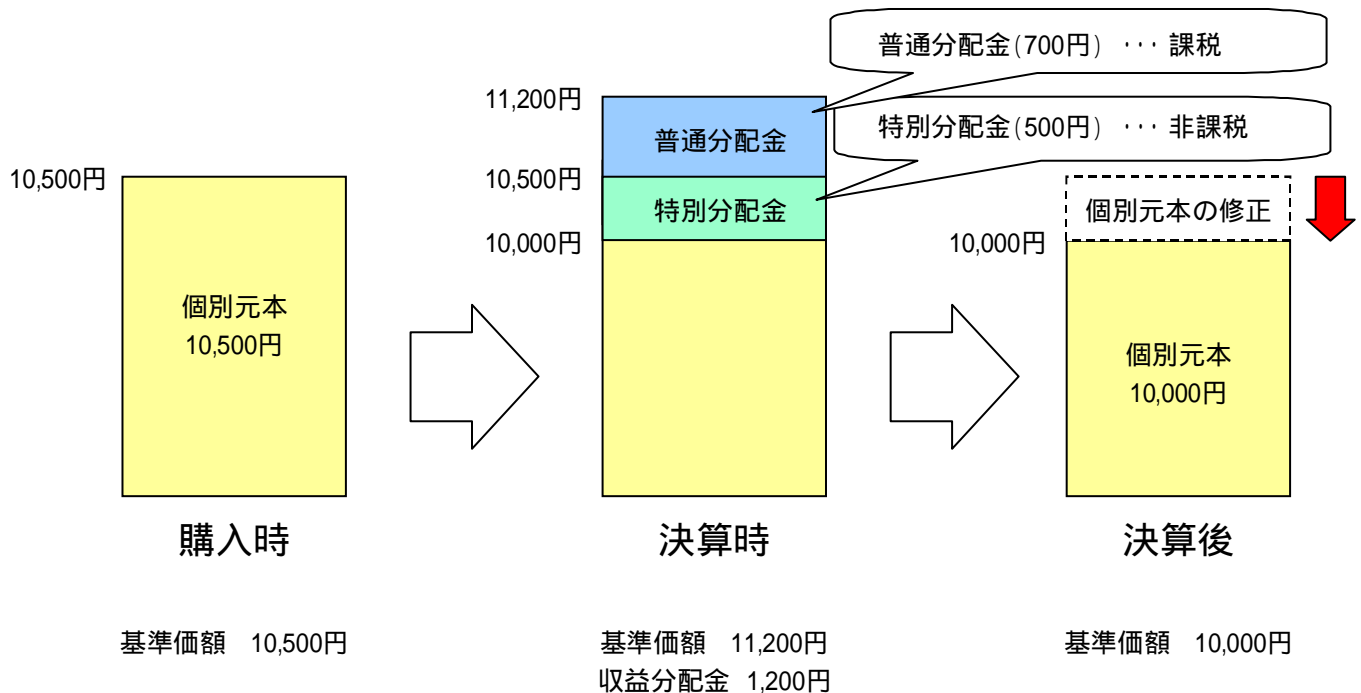 普通分配金(700円) ･･･ 課税
11,200円
特別分配金(500円) ･･･ 非課税
普通分配金
10,500円
10,500円
特別分配金
個別元本の修正
10,000円
10,000円
個別元本
10,500円
個別元本
10,000円
購入時
決算時
決算後
基準価額 10,500円
基準価額 11,200円
収益分配金 1,200円
基準価額 10,000円